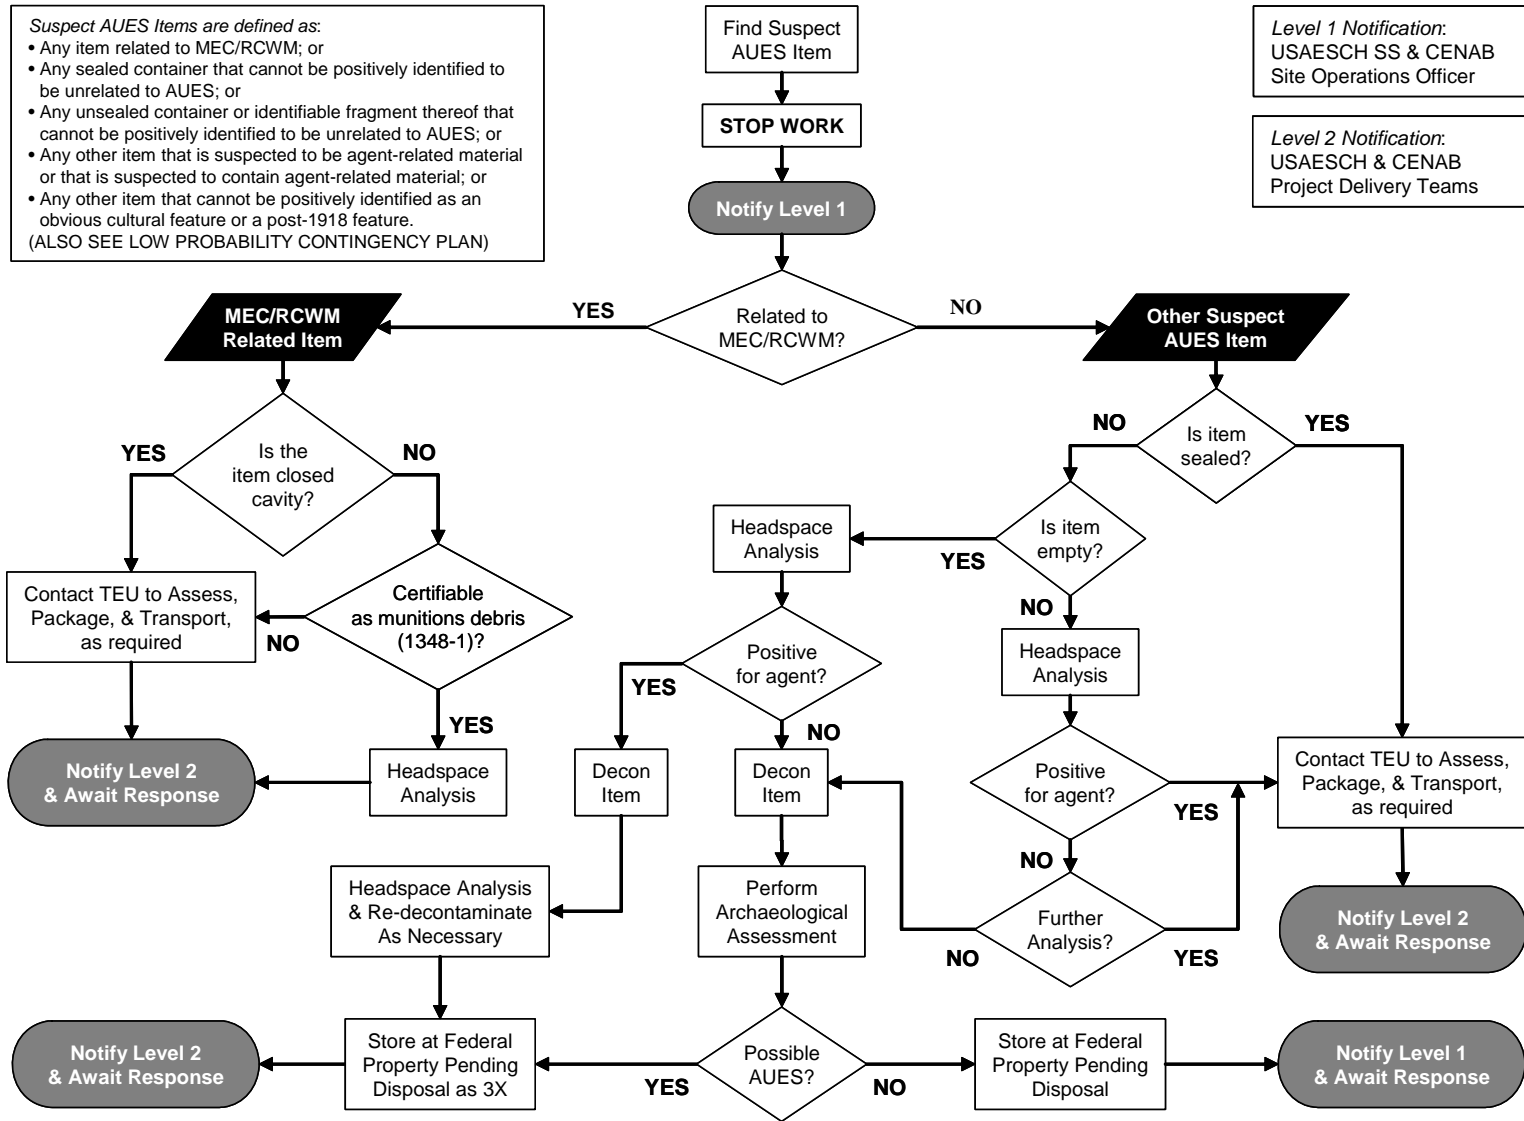 Suspect AUES Items are defined as:
• Any item related to MEC/RCWM; or
• Any sealed container that cannot be positively identified to
be unrelated to AUES; or
• Any unsealed container or identifiable fragment thereof that
cannot be positively identified to be unrelated to AUES; or
• Any other item that is suspected to be agent-related material
or that is suspected to contain agent-related material; or
• Any other item that cannot be positively identified as an
obvious cultural feature or a post-1918 feature.
(ALSO SEE LOW PROBABILITY CONTINGENCY PLAN)
Find Suspect
AUES Item
STOP WORK
Notify Level 1
Level 1 Notification:
USAESCH SS & CENAB
Site Operations Officer
Level 2 Notification:
USAESCH & CENAB
Project Delivery Teams
Related to
MEC/RCWM?
YES
NO
MEC/RCWM
Related Item
Other Suspect
AUES Item
Is the
item closed
cavity?
YES
NO
Contact TEU to Assess,
Package, & Transport,
as required
Certifiable
as munitions debris
(1348-1)?
NO
YES
Headspace
Analysis
Notify Level 2
& Await Response
Is item
sealed?
NO
YES
Is item
empty?
YES
NO
Headspace
Analysis
Positive
for agent?
YES
NO
Decon
Item
Decon
Item
Headspace
Analysis
Positive
for agent?
YES
NO
Further
Analysis?
NO
YES
Contact TEU to Assess,
Package, & Transport,
as required
Notify Level 2
& Await Response
Headspace Analysis
& Re-decontaminate
As Necessary
Perform
Archaeological
Assessment
Possible
AUES?
YES
NO
Store at Federal
Property Pending
Disposal as 3X
Notify Level 2
& Await Response
Store at Federal
Property Pending
Disposal
Notify Level 1
& Await Response